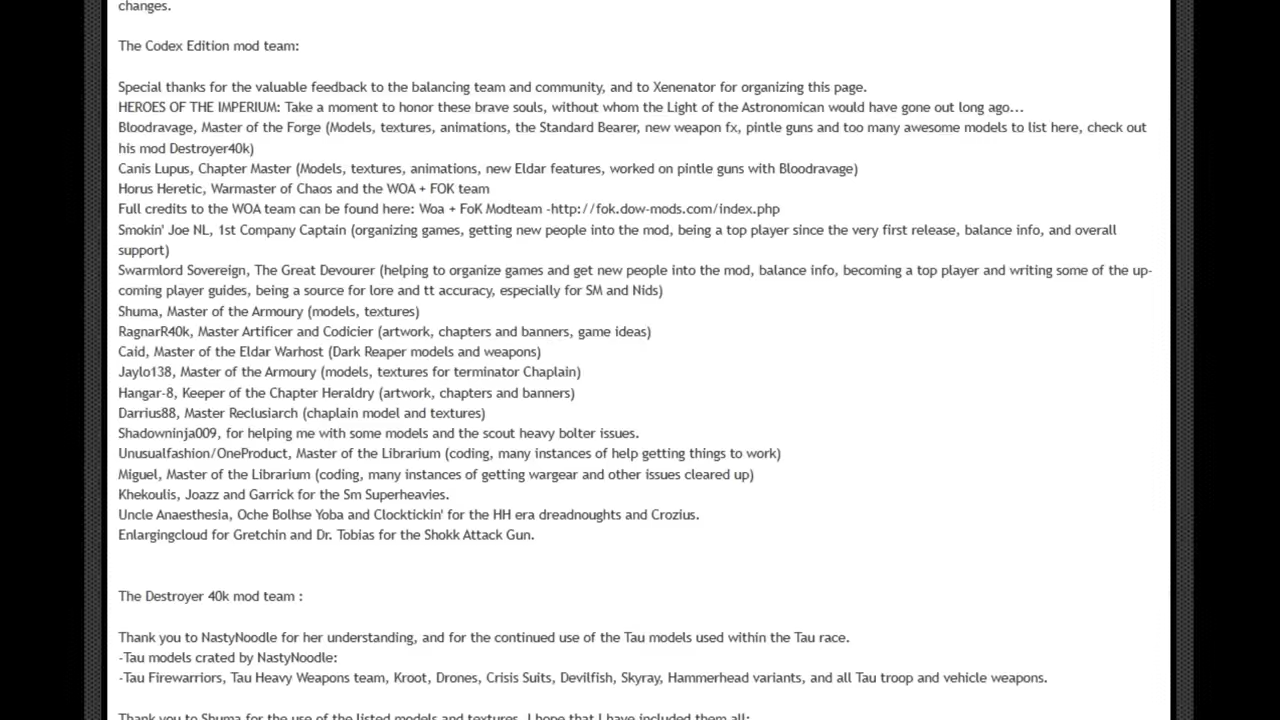 changes.
The Codex Edition mod team:
Special thanks for the valuable feedback to the balancing team and community, and to Xenenator for organizing this page.
HEROES OF THE IMPERIUM: Take a moment to honor these brave souls, without whom the Light of the Astronomican would have gone out long ago...
Bloodravage, Master of the Forge (Models, textures, animations, the Standard Bearer, new weapon fx, pintle guns and too many awesome models to list here, check out
his mod Destroyer40k)
Canis Lupus, Chapter Master (Models, textures, animations, new Eldar features, worked on pintle guns with Bloodravage)
Horus Heretic, Warmaster of Chaos and the WOA + FOK team
Full credits to the WOA team can be found here: Woa + FoK Modteam -http://fok.dow-mods.com/index.php
Smokin' Joe NL, 1st Company Captain (organizing games, getting new people into the mod, being a top player since the very first release, balance info, and overall
support)
Swarmlord Sovereign, The Great Devourer (helping to organize games and get new people into the mod, balance info, becoming a top player and writing some of the up-
coming player guides, being a source for lore and tt accuracy, especially for SM and Nids)
Shuma, Master of the Armoury (models, textures)
RagnarR40k, Master Artificer and Codicier (artwork, chapters and banners, game ideas)
Caid, Master of the Eldar Warhost (Dark Reaper models and weapons)
Jaylo138, Master of the Armoury (models, textures for terminator Chaplain)
Hangar-8, Keeper of the Chapter Heraldry (artwork, chapters and banners)
Darrius88, Master Reclusiarch (chaplain model and textures)
Shadowninja009, for helping me with some models and the scout heavy bolter issues.
Unusualfashion/OneProduct, Master of the Librarium (coding, many instances of help getting things to work)
Miguel, Master of the Librarium (coding, many instances of getting wargear and other issues cleared up)
Khekoulis, Joazz and Garrick for the Sm Superheavies.
Uncle Anaesthesia, Oche Bolhse Yoba and Clocktickin' for the HH era dreadnoughts and Crozius.
Enlargingcloud for Gretchin and Dr. Tobias for the Shokk Attack Gun.
The Destroyer 40k mod team :
Thank you to NastyNoodle for her understanding, and for the continued use of the Tau models used within the Tau race.
-Tau models crated by NastyNoodle:
-Tau Firewarriors, Tau Heavy Weapons team, Kroot, Drones, Crisis Suits, Devilfish, Skyray, Hammerhead variants, and all Tau troop and vehicle weapons.
Thank you to Shuma for the use of the listed models and textures, I hope that I have included them all: